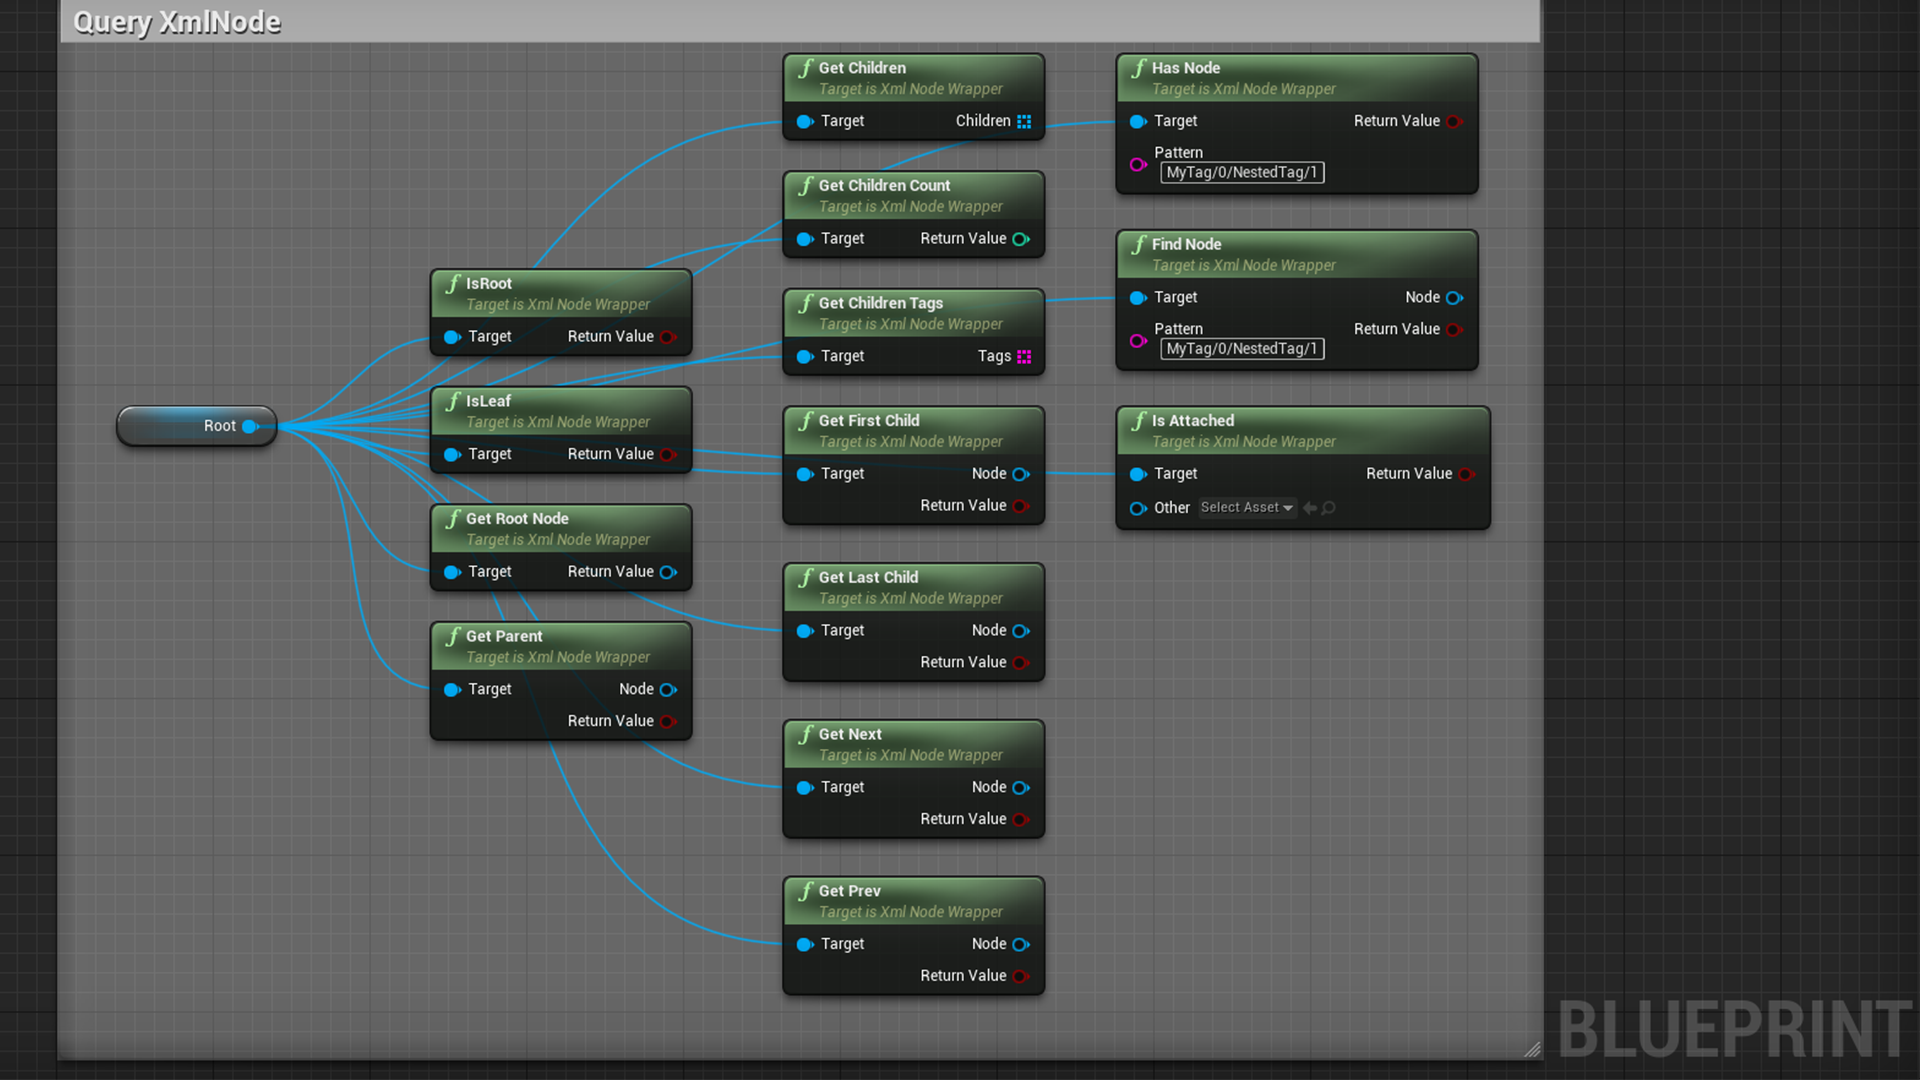 Query XmlNode
Root
f IsRoot
Target is Xml Node Wrapper
Target Return Value
f IsLeaf
Target is Xml Node Wrapper
Target Return Value
f Get Root Node
Target is Xml Node Wrapper
Target Return Value
f Get Parent
Target is Xml Node Wrapper
Target Node
Return Value
f Get Children
Target is Xml Node Wrapper
Target Children
f Get Children Count
Target is Xml Node Wrapper
Target Return Value
f Get Children Tags
Target is Xml Node Wrapper
Target Tags
f Get First Child
Target is Xml Node Wrapper
Target Node
Return Value
f Get Last Child
Target is Xml Node Wrapper
Target Node
Return Value
f Get Next
Target is Xml Node Wrapper
Target Node
Return Value
f Get Prev
Target is Xml Node Wrapper
Target Node
Return Value
f Has Node
Target is Xml Node Wrapper
Target Return Value
Pattern
MyTag/0/NestedTag/1
f Find Node
Target is Xml Node Wrapper
Target Node
Pattern Return Value
MyTag/0/NestedTag/1
f Is Attached
Target is Xml Node Wrapper
Target Return Value
Other Select Asset
BLUEPRINT